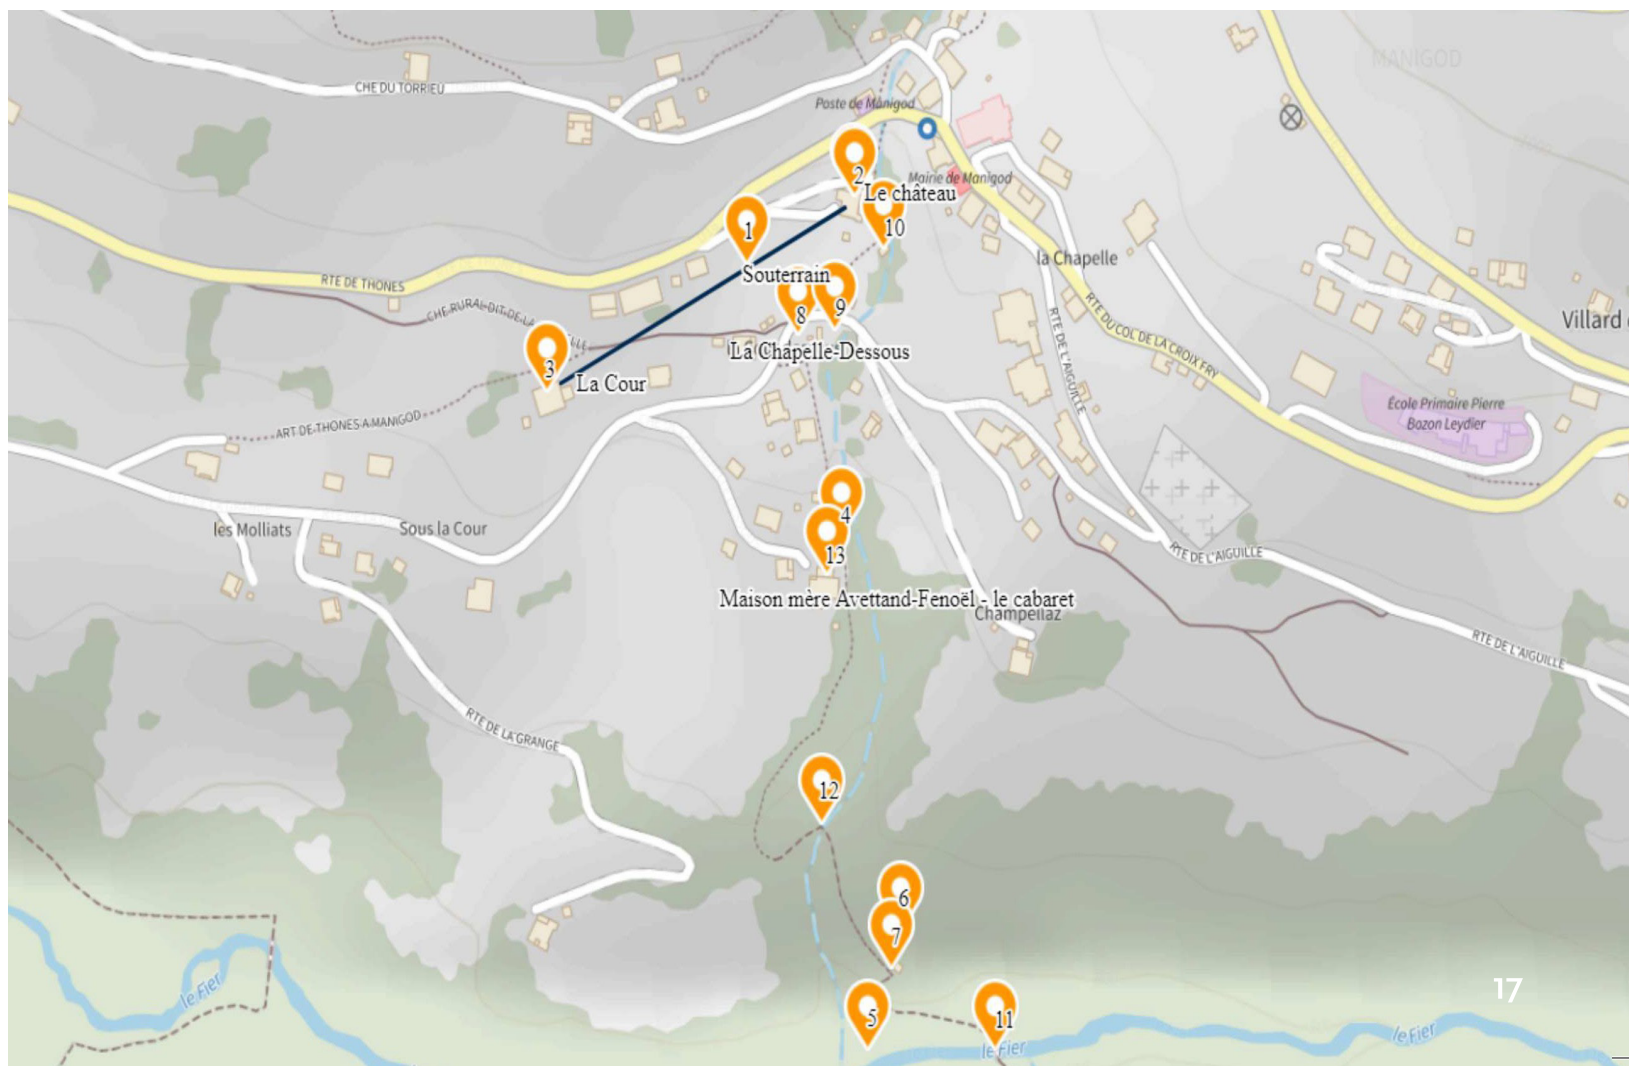 MANIGOD
CHE DU TORRIEU
Poste de Manigod
2
Mairie de Manigod
Le château
10
1
la Chapelle
Souterrain
RTE DE THONES
RTE DU COL DE LA CROIX FRY
8
9
Villard
CHE RURAL DIT DE LA
RTE DE L'AIGUILLE
La Chapelle-Dessous
3
La Cour
École Primaire Pierre
Bozon Leydier
ART DE THONES A MANIGOD
4
les Molliats
Sous la Cour
13
RTE DE L'AIGUILLE
Maison mère Avettand-Fenoël - le cabaret
Champellaz
RTE DE L'AIGUILLE
RTE DE LA GRANGE
12
6
7
le Fier
17
5
11
le Fier
le Fier